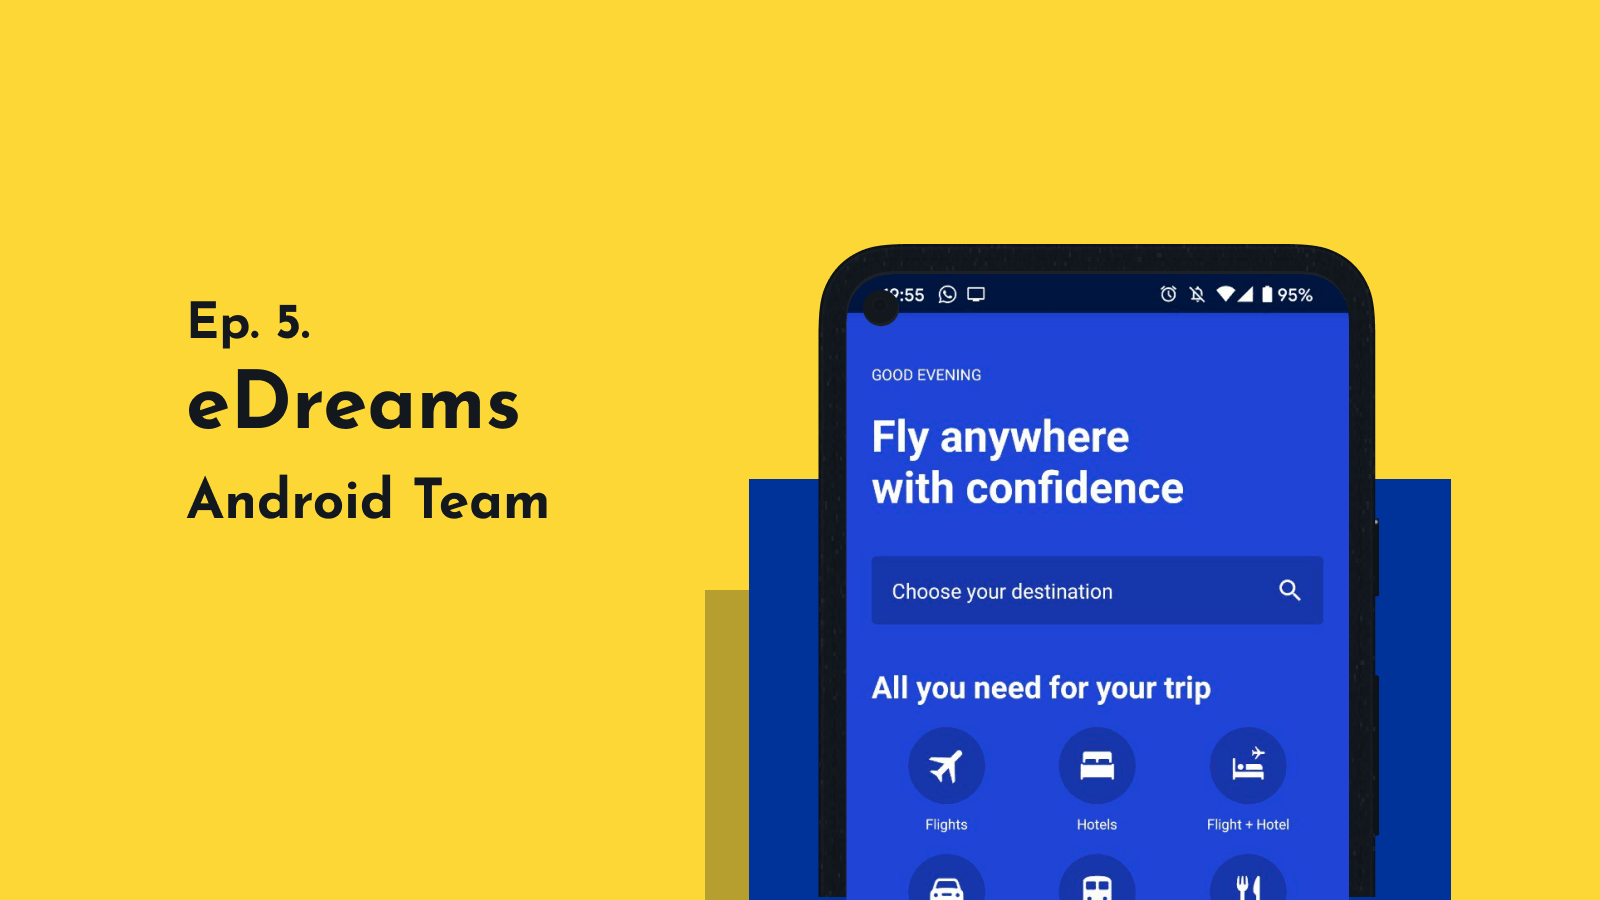 Ep. 5.
eDreams
Android Team
:55 95%
GOOD EVENING
Fly anywhere
with confidence
Choose your destination
All you need for your trip
Flights Hotels Flight + Hotel